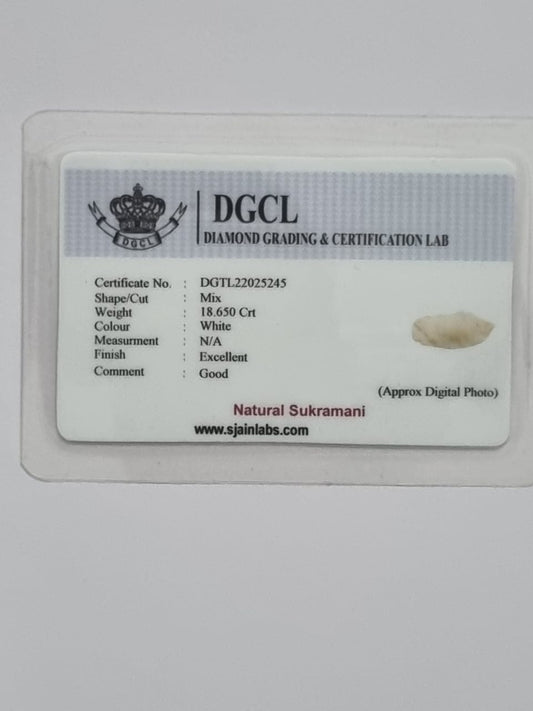 DGCL
DGCL
DIAMOND GRADING & CERTIFICATION LAB
Certificate No. : DGTL22025245
Shape/Cut : Mix
Weight : 18.650 Crt
Colour : White
Measurment : N/A
Finish : Excellent
Comment : Good
(Approx Digital Photo)
Natural Sukramani
www.sjainlabs.com